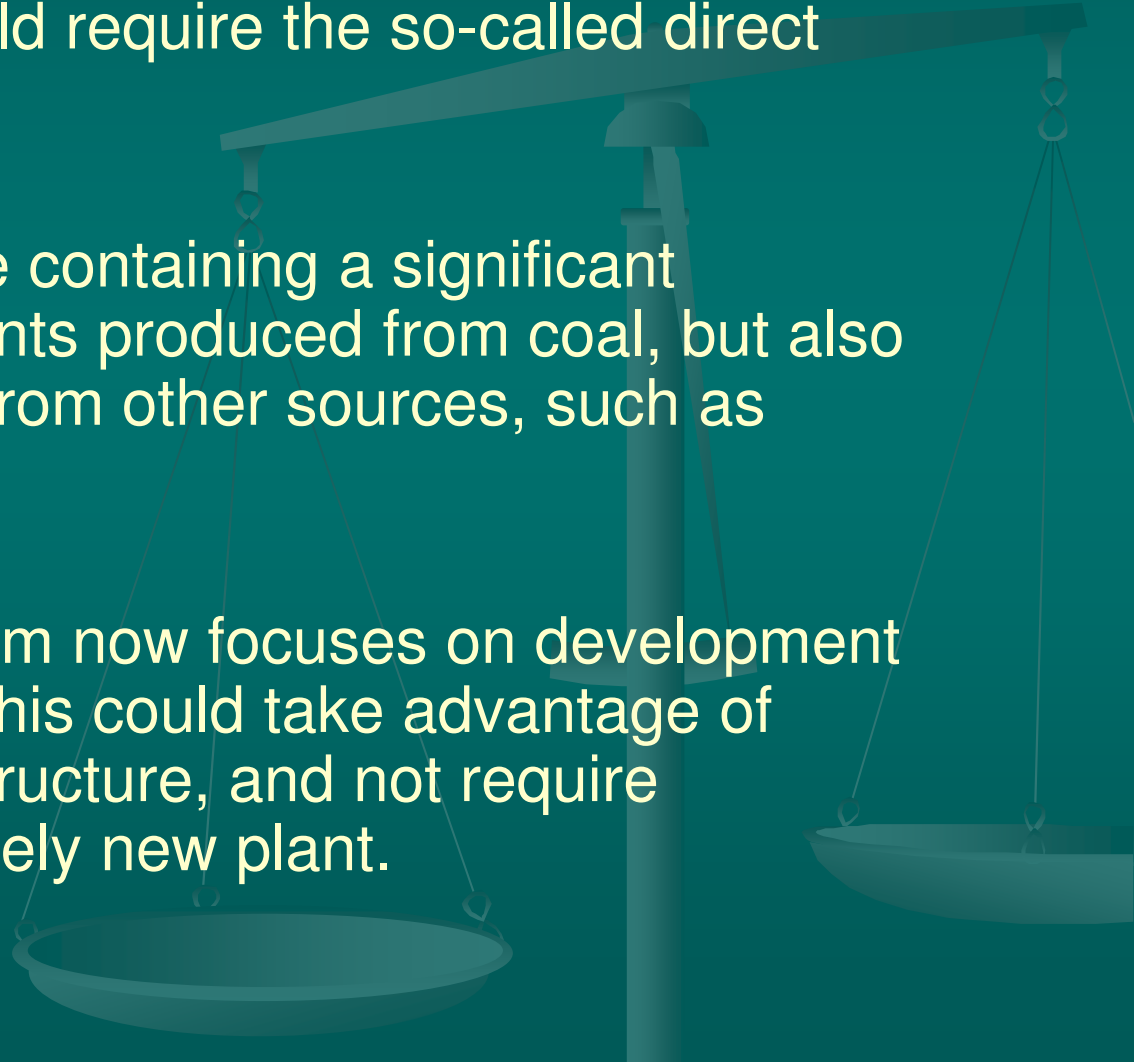 ld require the so-called direct
e containing a significant
nts produced from coal, but also
rom other sources, such as
m now focuses on development
his could take advantage of
ructure, and not require
ely new plant.